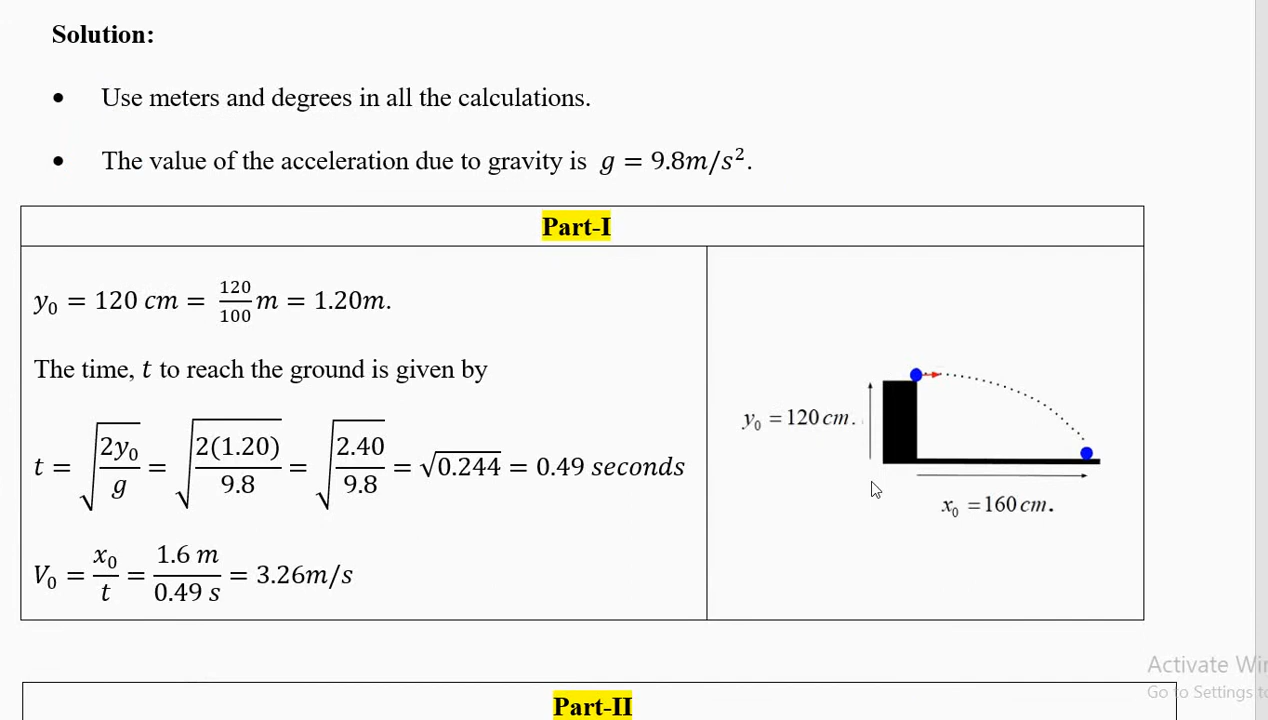 Solution:
• Use meters and degrees in all the calculations.
• The value of the acceleration due to gravity is g = 9.8m/s².
Part-I
y₀ = 120 cm = 120/100 m = 1.20m.
The time, t to reach the ground is given by
t = √(2y₀/g) = √(2(1.20)/9.8) = √(2.40/9.8) = √0.244 = 0.49 seconds
V₀ = x₀/t = 1.6 m/0.49 s = 3.26m/s
y₀ = 120 cm.
x₀ = 160 cm.
Activate Wi
Go to Settings t
Part-II